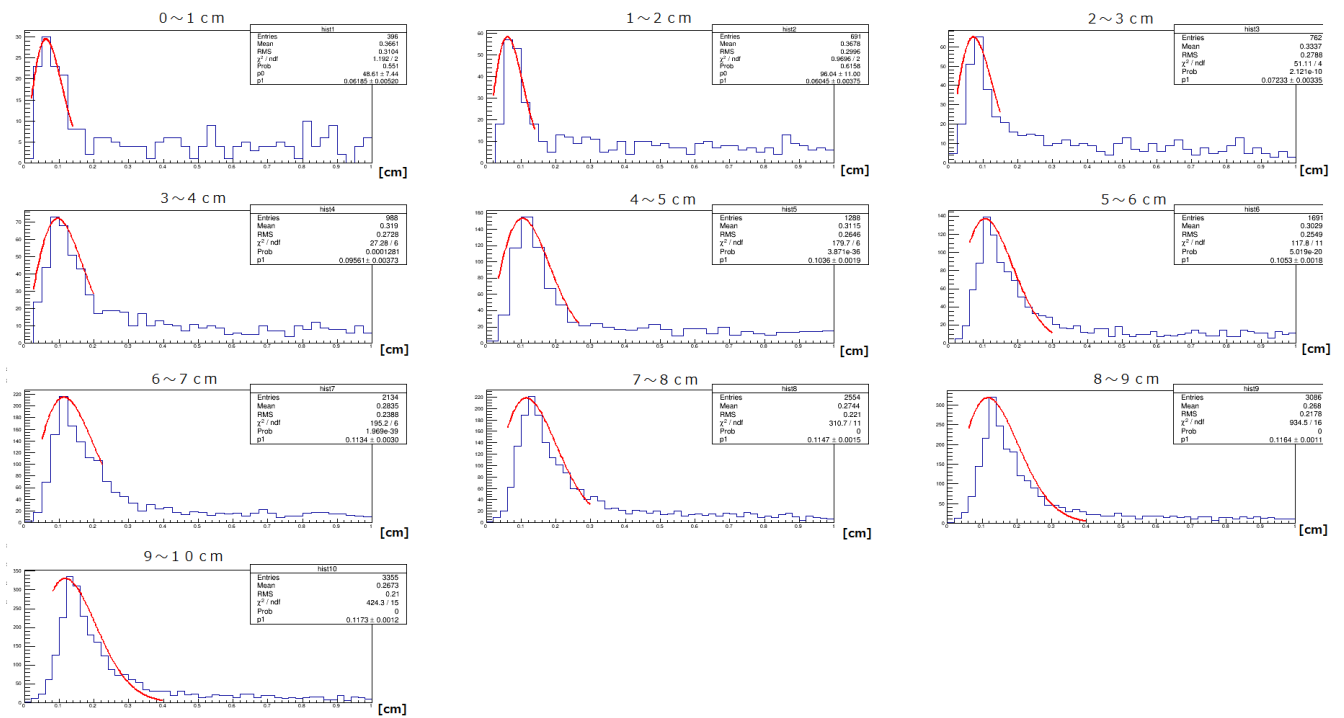 0～1 cm
hist1
Entries 396
Mean 0.3661
RMS 0.3104
χ² / ndf 1.192 / 2
Prob 0.551
p0 48.61 ± 7.44
p1 0.06185 ± 0.00520
[cm]
1～2 cm
hist2
Entries 691
Mean 0.3678
RMS 0.2996
χ² / ndf 0.9696 / 2
Prob 0.6158
p0 96.04 ± 11.00
p1 0.06045 ± 0.00375
[cm]
2～3 cm
hist3
Entries 762
Mean 0.3337
RMS 0.2788
χ² / ndf 51.11 / 4
Prob 2.121e-10
p1 0.07233 ± 0.00335
[cm]
3～4 cm
hist4
Entries 988
Mean 0.319
RMS 0.2728
χ² / ndf 27.28 / 6
Prob 0.0001281
p1 0.09561 ± 0.00373
[cm]
4～5 cm
hist5
Entries 1288
Mean 0.3115
RMS 0.2646
χ² / ndf 179.7 / 6
Prob 3.871e-36
p1 0.1036 ± 0.0019
[cm]
5～6 cm
hist6
Entries 1691
Mean 0.3029
RMS 0.2549
χ² / ndf 117.8 / 11
Prob 5.019e-20
p1 0.1053 ± 0.0018
[cm]
6～7 cm
hist7
Entries 2134
Mean 0.2835
RMS 0.2388
χ² / ndf 195.2 / 6
Prob 1.969e-39
p1 0.1134 ± 0.0030
[cm]
7～8 cm
hist8
Entries 2554
Mean 0.2744
RMS 0.221
χ² / ndf 310.7 / 11
Prob 0
p1 0.1147 ± 0.0015
[cm]
8～9 cm
hist9
Entries 3086
Mean 0.268
RMS 0.2178
χ² / ndf 934.5 / 16
Prob 0
p1 0.1164 ± 0.0011
[cm]
9～10 cm
hist10
Entries 3355
Mean 0.2673
RMS 0.21
χ² / ndf 424.3 / 15
Prob 0
p1 0.1173 ± 0.0012
[cm]